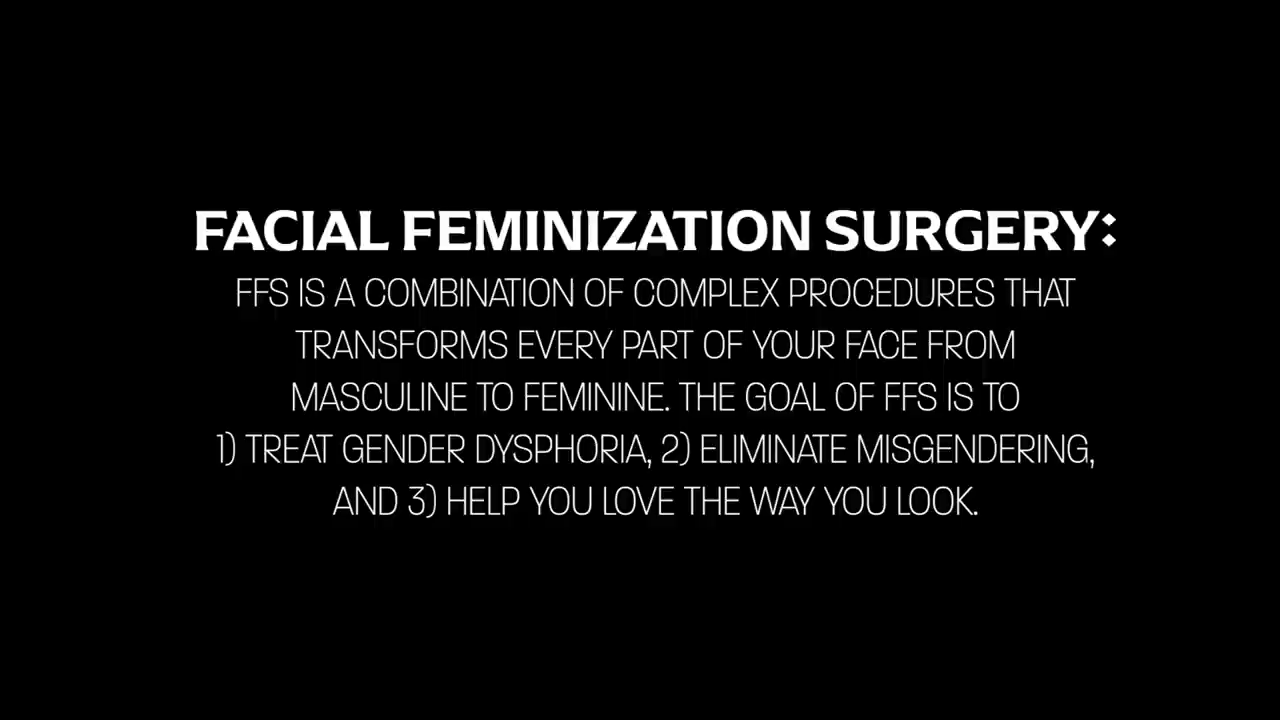 FACIAL FEMINIZATION SURGERY:
FFS IS A COMBINATION OF COMPLEX PROCEDURES THAT
TRANSFORMS EVERY PART OF YOUR FACE FROM
MASCULINE TO FEMININE. THE GOAL OF FFS IS TO
1) TREAT GENDER DYSPHORIA, 2) ELIMINATE MISGENDERING,
AND 3) HELP YOU LOVE THE WAY YOU LOOK.